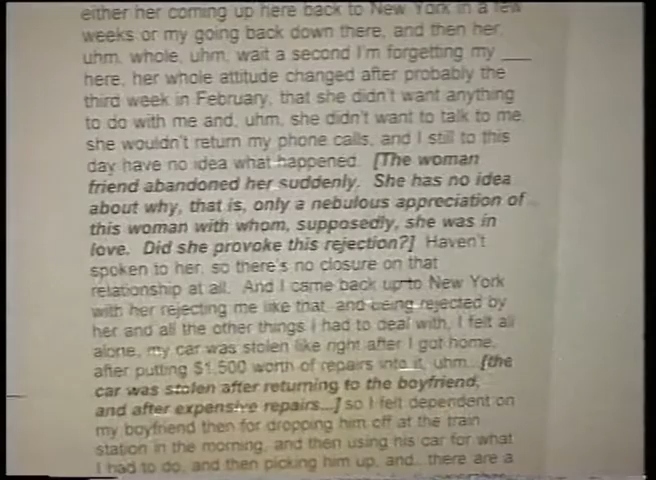 either her coming up here back to New York in a few
weeks or my going back down there, and then her,
uhm, whole, uhm, wait a second I'm forgetting my ___
here, her whole attitude changed after probably the
third week in February, that she didn't want anything
to do with me and, uhm, she didn't want to talk to me,
she wouldn't return my phone calls, and I still to this
day have no idea what happened. [The woman
friend abandoned her suddenly. She has no idea
about why, that is, only a nebulous appreciation of
this woman with whom, supposedly, she was in
love. Did she provoke this rejection?] Haven't
spoken to her, so there's no closure on that
relationship at all. And I came back up to New York
with her rejecting me like that, and being rejected by
her and all the other things I had to deal with, I felt all
alone, my car was stolen like right after I got home,
after putting $1,500 worth of repairs into it, uhm. [the
car was stolen after returning to the boyfriend,
and after expensive repairs...] so I felt dependent on
my boyfriend then for dropping him off at the train
station in the morning, and then using his car for what
I had to do, and then picking him up, and.. there are a